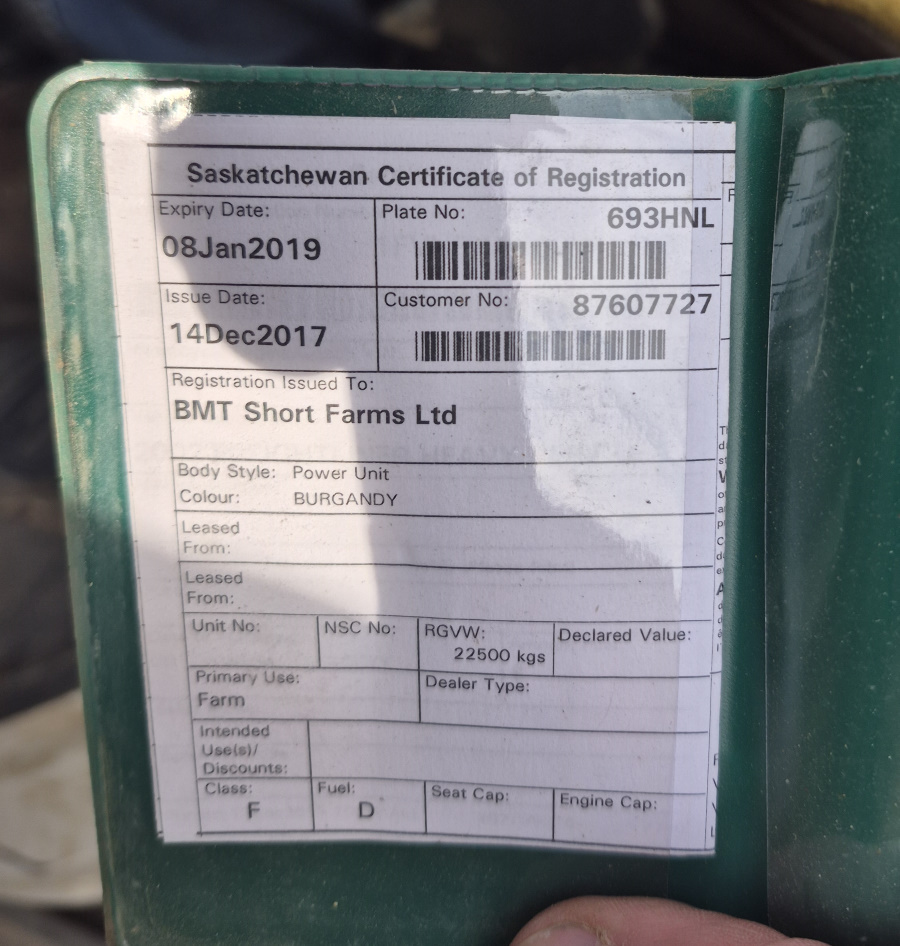 Saskatchewan Certificate of Registration
Expiry Date:
08Jan2019
Plate No:
693HNL
Issue Date:
14Dec2017
Customer No:
87607727
Registration Issued To:
BMT Short Farms Ltd
Body Style: Power Unit
Colour: BURGANDY
Leased
From:
Leased
From:
Unit No:
NSC No:
RGVW:
22500 kgs
Declared Value:
Primary Use:
Farm
Dealer Type:
Intended
Use(s)/
Discounts:
Class:
F
Fuel:
D
Seat Cap:
Engine Cap: